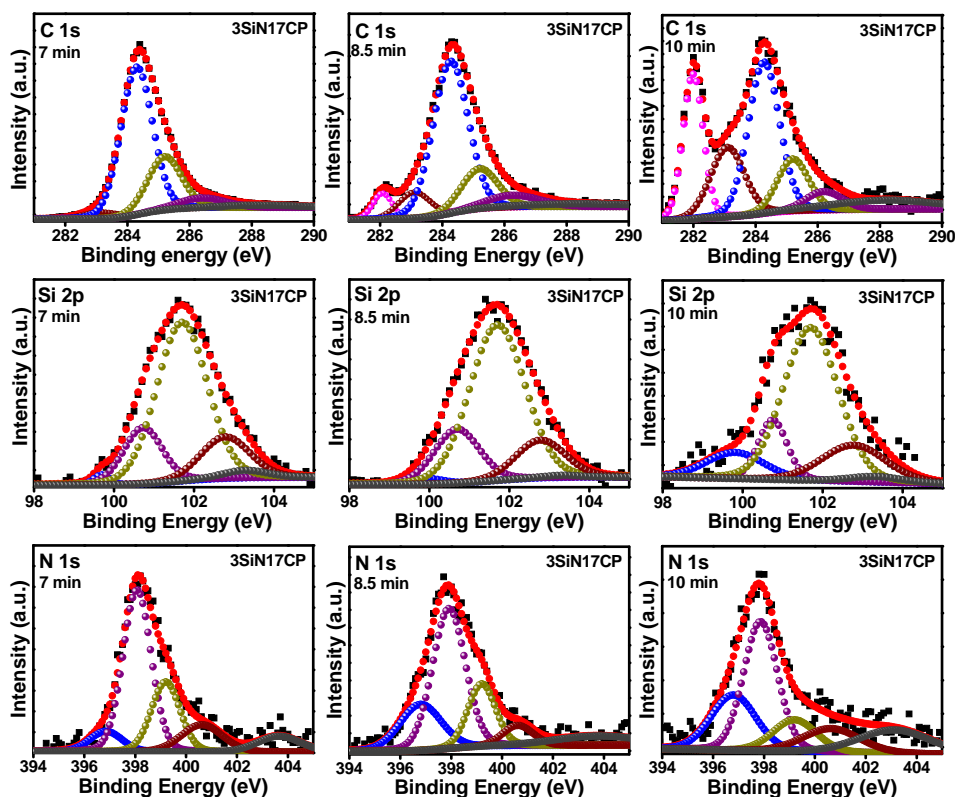 C 1s 3SiN17CP
7 min
Intensity (a.u.)
282 284 286 288 290
Binding energy (eV)
C 1s 3SiN17CP
8.5 min
Intensity (a.u.)
282 284 286 288 290
Binding Energy (eV)
C 1s 3SiN17CP
10 min
Intensity (a.u.)
282 284 286 288 290
Binding Energy (eV)
Si 2p 3SiN17CP
7 min
Intensity (a.u.)
98 100 102 104
Binding Energy (eV)
Si 2p 3SiN17CP
8.5 min
Intensity (a.u.)
98 100 102 104
Binding Energy (eV)
Si 2p 3SiN17CP
10 min
Intensity (a.u.)
98 100 102 104
Binding Energy (eV)
N 1s 3SiN17CP
7 min
Intensity (a.u.)
394 396 398 400 402 404
Binding Energy (eV)
N 1s 3SiN17CP
8.5 min
Intensity (a.u.)
394 396 398 400 402 404
Binding Energy (eV)
N 1s 3SiN17CP
10 min
Intensity (a.u.)
394 396 398 400 402 404
Binding Energy (eV)